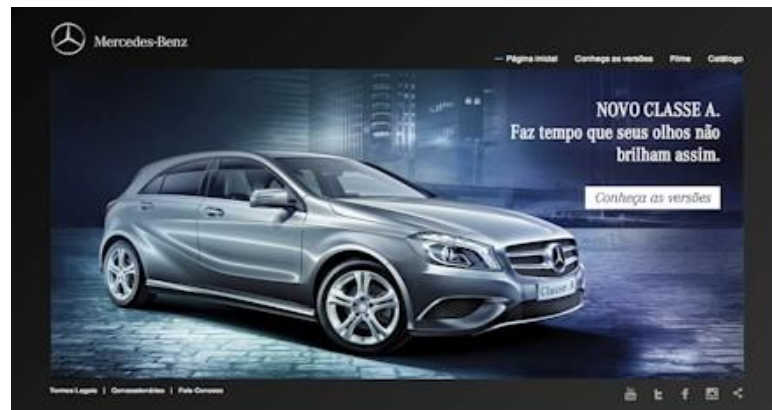 Mercedes-Benz
Página inicial Conheça as versões Filme Catálogo
NOVO CLASSE A.
Faz tempo que seus olhos não
brilham assim.
Conheça as versões
Classe A
Termos Legais | Concessionárias | Fale Conosco